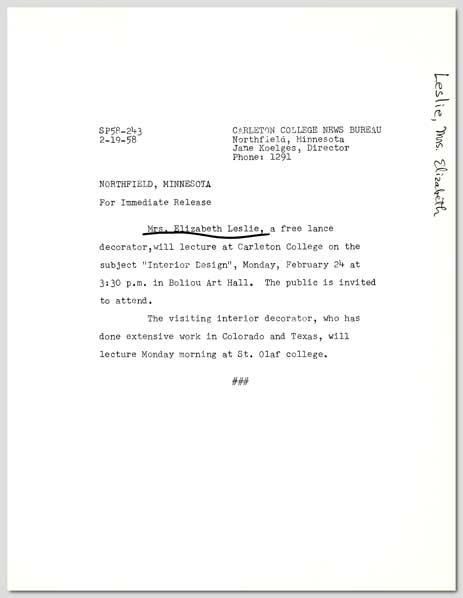 Leslie, Mrs. Elizabeth
SP58-243
2-19-58
CARLETON COLLEGE NEWS BUREAU
Northfield, Minnesota
Jane Koelges, Director
Phone: 1291
NORTHFIELD, MINNESOTA
For Immediate Release
Mrs. Elizabeth Leslie, a free lance
decorator,will lecture at Carleton College on the
subject "Interior Design", Monday, February 24 at
3:30 p.m. in Boliou Art Hall. The public is invited
to attend.
The visiting interior decorator, who has
done extensive work in Colorado and Texas, will
lecture Monday morning at St. Olaf college.
###